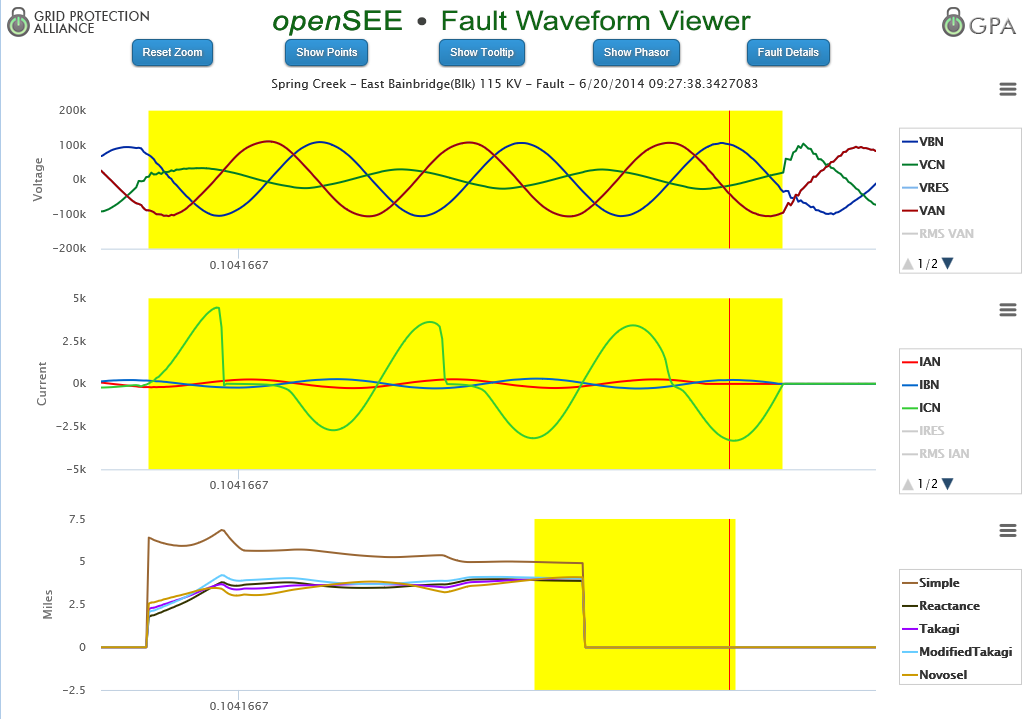 GRID PROTECTION
ALLIANCE
openSEE • Fault Waveform Viewer
GPA
Reset Zoom
Show Points
Show Tooltip
Show Phasor
Fault Details
Spring Creek - East Bainbridge(Blk) 115 KV - Fault - 6/20/2014 09:27:38.3427083
Voltage
200k
100k
0k
-100k
-200k
0.1041667
VBN
VCN
VRES
VAN
RMS VAN
1/2
Current
5k
2.5k
0k
-2.5k
-5k
0.1041667
IAN
IBN
ICN
IRES
RMS IAN
1/2
Miles
7.5
5
2.5
0
-2.5
0.1041667
Simple
Reactance
Takagi
ModifiedTakagi
Novosel